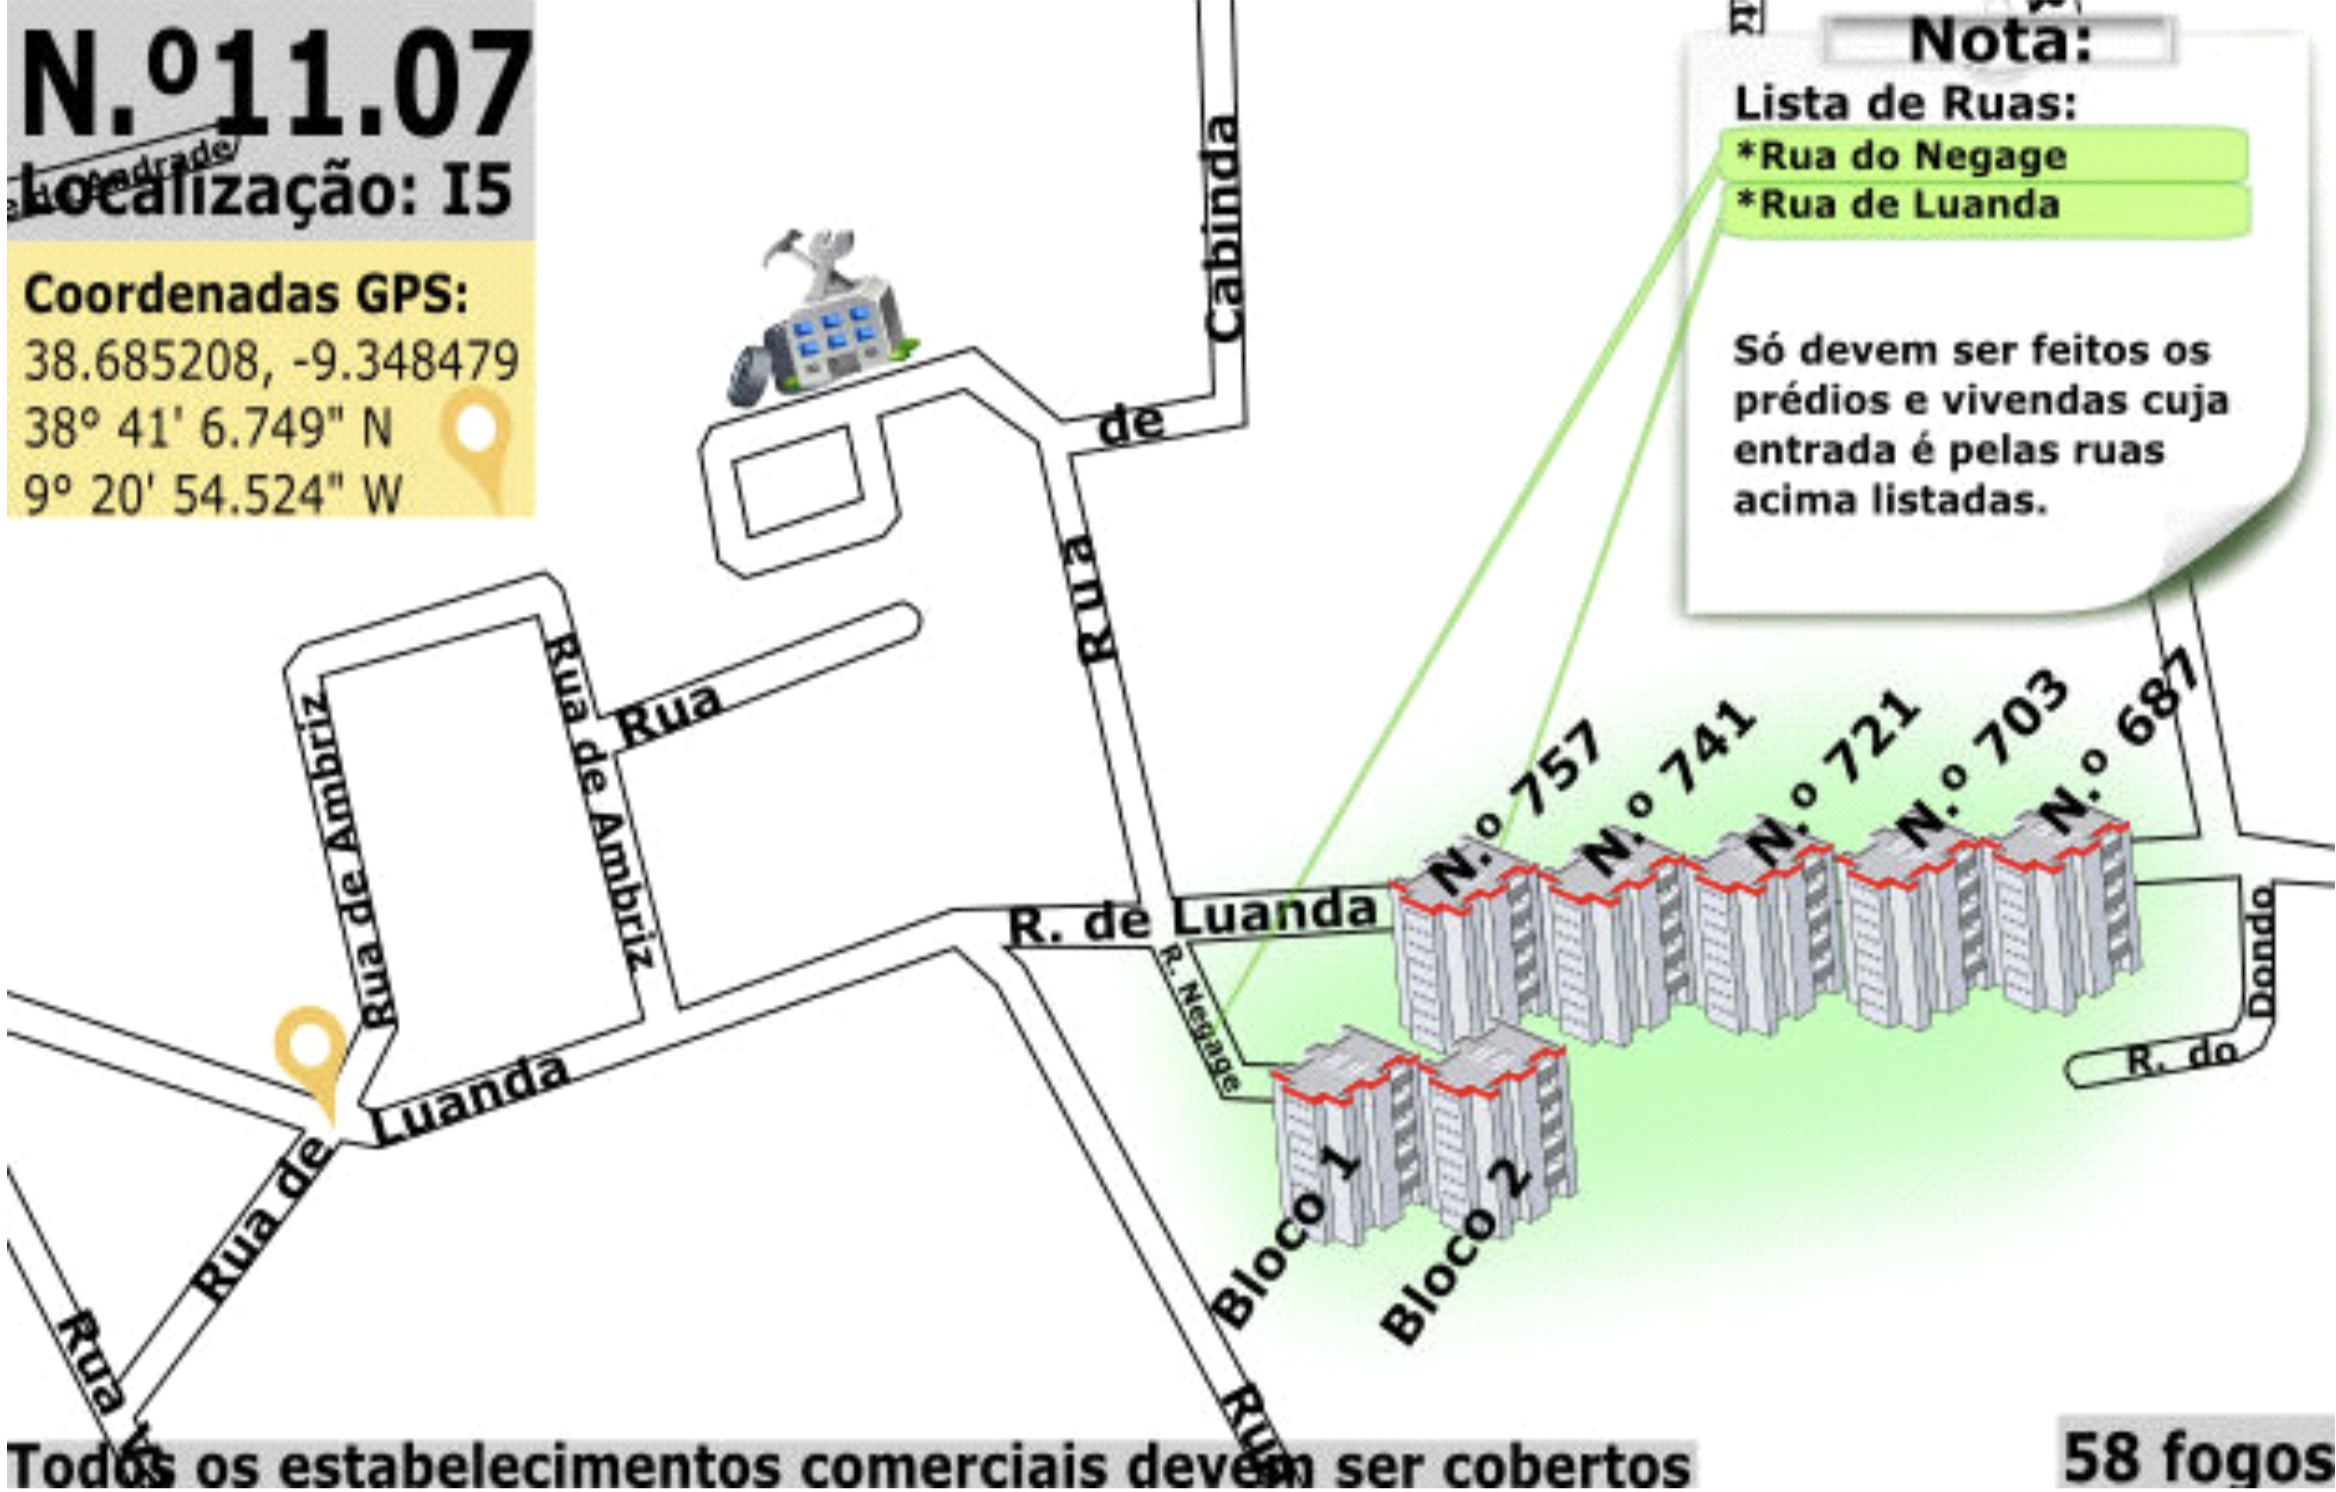 N.º11.07
Andrade
Localização: I5
Coordenadas GPS:
38.685208, -9.348479
38º 41' 6.749" N
9º 20' 54.524" W
Nota:
Lista de Ruas:
*Rua do Negage
*Rua de Luanda
Só devem ser feitos os
prédios e vivendas cuja
entrada é pelas ruas
acima listadas.
Cabinda
de
Rua
Rua
Rua de Ambriz
Rua de Ambriz
N.º 757
N.º 741
N.º 721
N.º 703
N.º 687
R. de Luanda
R. Negage
Dondo
R. do
Luanda
Rua de
Bloco 1
Bloco 2
Rua
Rua
Todos os estabelecimentos comerciais devem ser cobertos
58 fogos